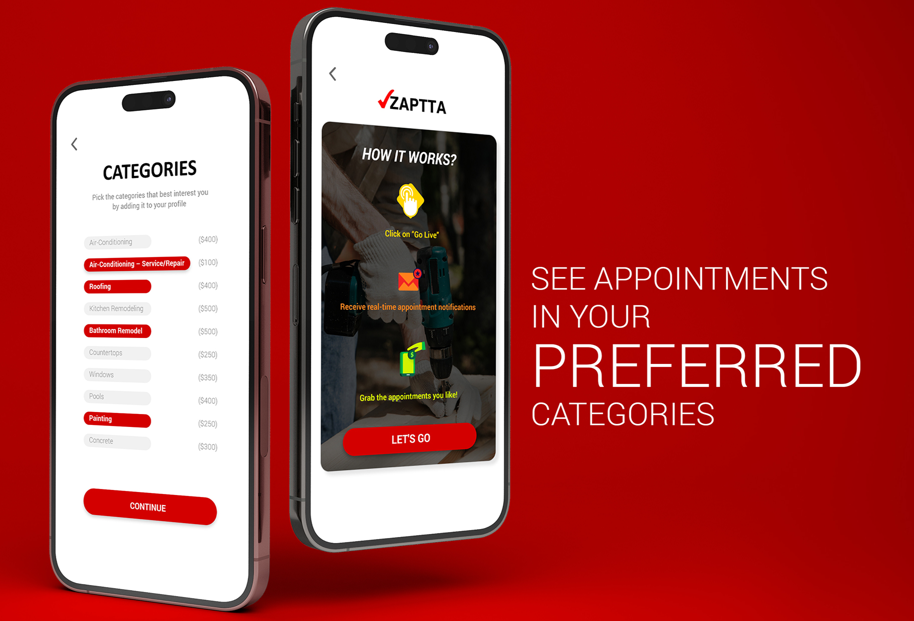 CATEGORIES
Pick the categories that best interest you
by adding it to your profile
Air-Conditioning ($400)
Air-Conditioning – Service/Repair ($100)
Roofing ($400)
Kitchen Remodeling ($500)
Bathroom Remodel ($500)
Countertops ($250)
Windows ($350)
Pools ($400)
Painting ($250)
Concrete ($300)
CONTINUE
ZAPTTA
HOW IT WORKS?
Click on "Go Live"
Receive real-time appointment notifications
$
Grab the appointments you like!
LET'S GO
SEE APPOINTMENTS
IN YOUR
PREFERRED
CATEGORIES